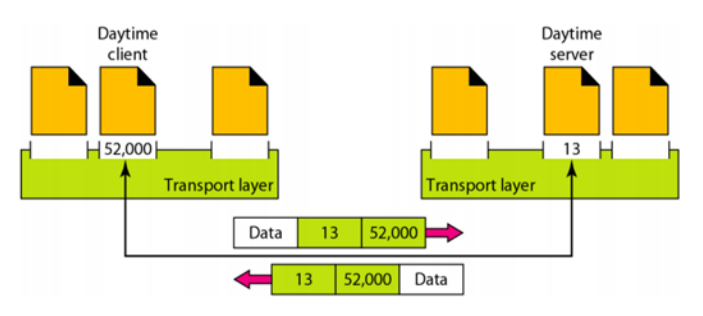 Daytime
client
Daytime
server
52,000
13
Transport layer
Transport layer
Data 13 52,000
13 52,000 Data